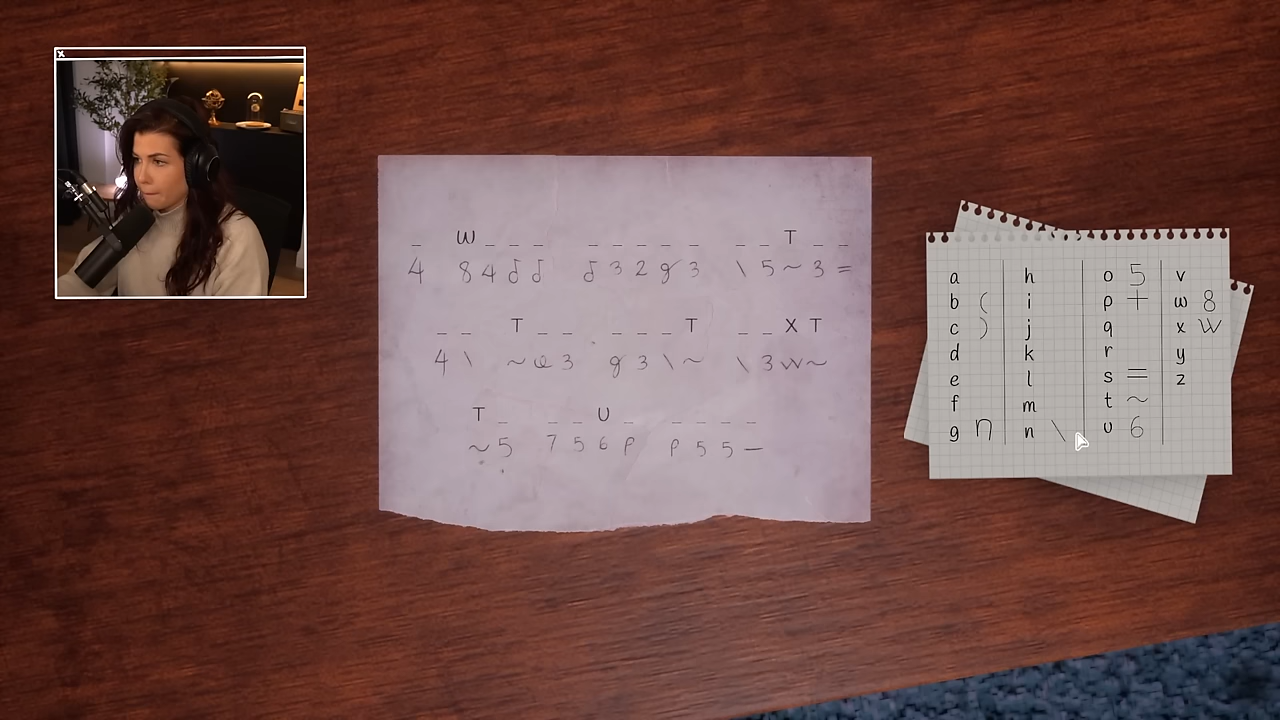 x
_ W _ _ _ _ _ _ _ _ _ _ T _ _
4 8 4 δ δ δ 3 2 g 3 \ 5 ~ 3 =
_ _ T _ _ _ _ _ T _ _ X T
4 \ ~ e 3 g 3 \ ~ \ 3 w ~
T _ _ _ U _ _ _ _ _
~ 5 7 5 6 ρ ρ 5 5 —
a h o 5 v
b ( i p + w 8
c ) j q x W
d k r y
e l s = z
f m t ~
g n n \ u 6